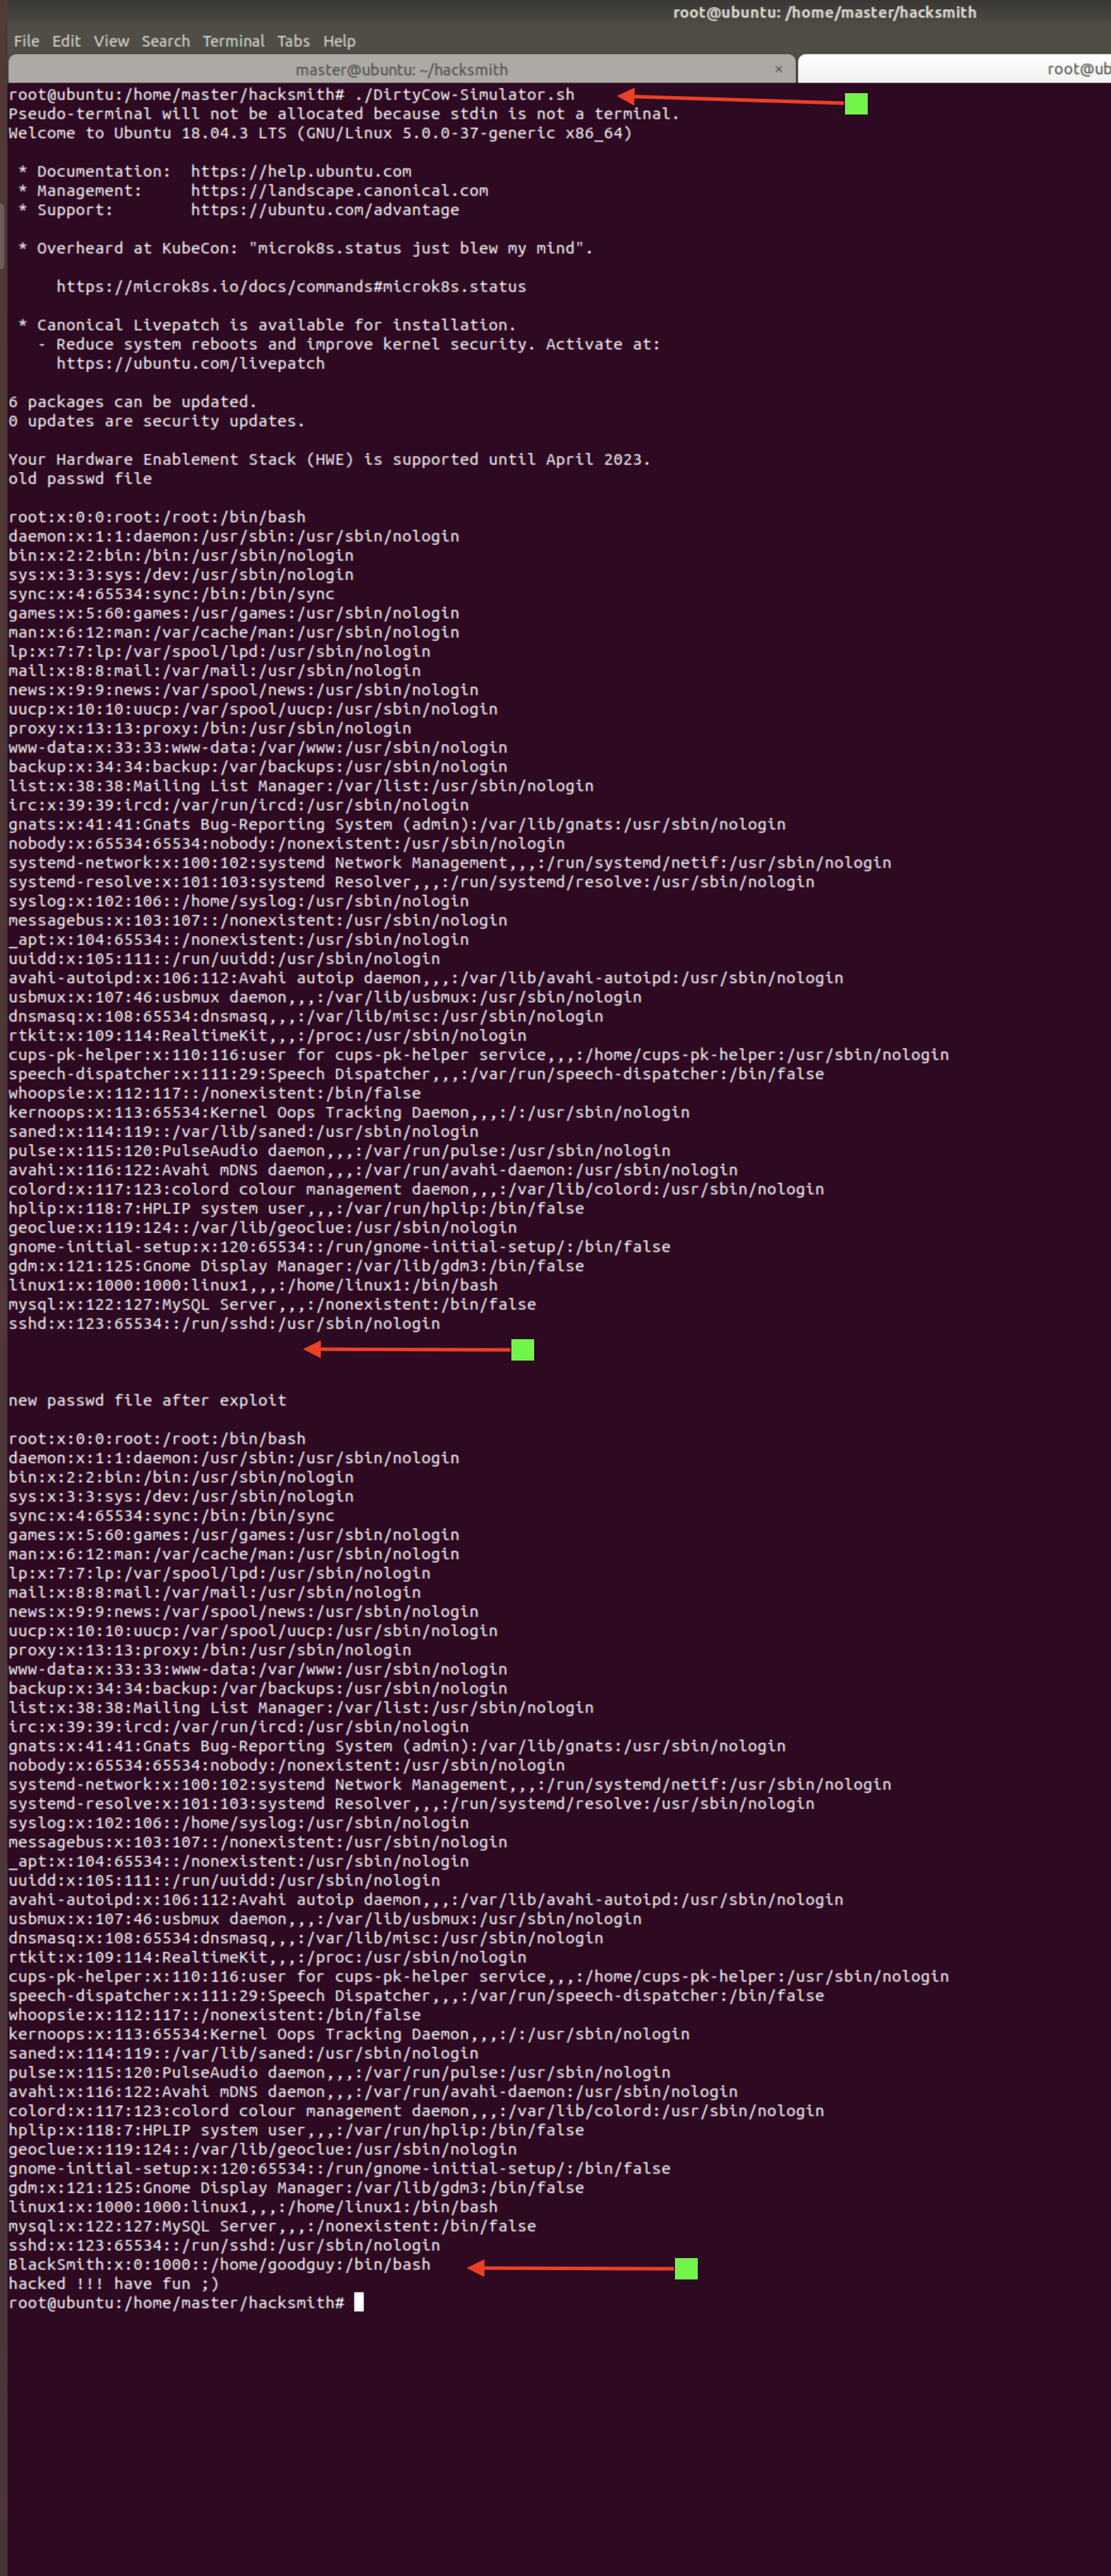 root@ubuntu: /home/master/hacksmith
File Edit View Search Terminal Tabs Help
master@ubuntu: ~/hacksmith × root@ub
root@ubuntu:/home/master/hacksmith# ./DirtyCow-Simulator.sh
Pseudo-terminal will not be allocated because stdin is not a terminal.
Welcome to Ubuntu 18.04.3 LTS (GNU/Linux 5.0.0-37-generic x86_64)
* Documentation: https://help.ubuntu.com
* Management: https://landscape.canonical.com
* Support: https://ubuntu.com/advantage
* Overheard at KubeCon: "microk8s.status just blew my mind".
https://microk8s.io/docs/commands#microk8s.status
* Canonical Livepatch is available for installation.
- Reduce system reboots and improve kernel security. Activate at:
https://ubuntu.com/livepatch
6 packages can be updated.
0 updates are security updates.
Your Hardware Enablement Stack (HWE) is supported until April 2023.
old passwd file
root:x:0:0:root:/root:/bin/bash
daemon:x:1:1:daemon:/usr/sbin:/usr/sbin/nologin
bin:x:2:2:bin:/bin:/usr/sbin/nologin
sys:x:3:3:sys:/dev:/usr/sbin/nologin
sync:x:4:65534:sync:/bin:/bin/sync
games:x:5:60:games:/usr/games:/usr/sbin/nologin
man:x:6:12:man:/var/cache/man:/usr/sbin/nologin
lp:x:7:7:lp:/var/spool/lpd:/usr/sbin/nologin
mail:x:8:8:mail:/var/mail:/usr/sbin/nologin
news:x:9:9:news:/var/spool/news:/usr/sbin/nologin
uucp:x:10:10:uucp:/var/spool/uucp:/usr/sbin/nologin
proxy:x:13:13:proxy:/bin:/usr/sbin/nologin
www-data:x:33:33:www-data:/var/www:/usr/sbin/nologin
backup:x:34:34:backup:/var/backups:/usr/sbin/nologin
list:x:38:38:Mailing List Manager:/var/list:/usr/sbin/nologin
irc:x:39:39:ircd:/var/run/ircd:/usr/sbin/nologin
gnats:x:41:41:Gnats Bug-Reporting System (admin):/var/lib/gnats:/usr/sbin/nologin
nobody:x:65534:65534:nobody:/nonexistent:/usr/sbin/nologin
systemd-network:x:100:102:systemd Network Management,,,:/run/systemd/netif:/usr/sbin/nologin
systemd-resolve:x:101:103:systemd Resolver,,,:/run/systemd/resolve:/usr/sbin/nologin
syslog:x:102:106::/home/syslog:/usr/sbin/nologin
messagebus:x:103:107::/nonexistent:/usr/sbin/nologin
_apt:x:104:65534::/nonexistent:/usr/sbin/nologin
uuidd:x:105:111::/run/uuidd:/usr/sbin/nologin
avahi-autoipd:x:106:112:Avahi autoip daemon,,,:/var/lib/avahi-autoipd:/usr/sbin/nologin
usbmux:x:107:46:usbmux daemon,,,:/var/lib/usbmux:/usr/sbin/nologin
dnsmasq:x:108:65534:dnsmasq,,,:/var/lib/misc:/usr/sbin/nologin
rtkit:x:109:114:RealtimeKit,,,:/proc:/usr/sbin/nologin
cups-pk-helper:x:110:116:user for cups-pk-helper service,,,:/home/cups-pk-helper:/usr/sbin/nologin
speech-dispatcher:x:111:29:Speech Dispatcher,,,:/var/run/speech-dispatcher:/bin/false
whoopsie:x:112:117::/nonexistent:/bin/false
kernoops:x:113:65534:Kernel Oops Tracking Daemon,,,:/:/usr/sbin/nologin
saned:x:114:119::/var/lib/saned:/usr/sbin/nologin
pulse:x:115:120:PulseAudio daemon,,,:/var/run/pulse:/usr/sbin/nologin
avahi:x:116:122:Avahi mDNS daemon,,,:/var/run/avahi-daemon:/usr/sbin/nologin
colord:x:117:123:colord colour management daemon,,,:/var/lib/colord:/usr/sbin/nologin
hplip:x:118:7:HPLIP system user,,,:/var/run/hplip:/bin/false
geoclue:x:119:124::/var/lib/geoclue:/usr/sbin/nologin
gnome-initial-setup:x:120:65534::/run/gnome-initial-setup/:/bin/false
gdm:x:121:125:Gnome Display Manager:/var/lib/gdm3:/bin/false
linux1:x:1000:1000:linux1,,,:/home/linux1:/bin/bash
mysql:x:122:127:MySQL Server,,,:/nonexistent:/bin/false
sshd:x:123:65534::/run/sshd:/usr/sbin/nologin
new passwd file after exploit
root:x:0:0:root:/root:/bin/bash
daemon:x:1:1:daemon:/usr/sbin:/usr/sbin/nologin
bin:x:2:2:bin:/bin:/usr/sbin/nologin
sys:x:3:3:sys:/dev:/usr/sbin/nologin
sync:x:4:65534:sync:/bin:/bin/sync
games:x:5:60:games:/usr/games:/usr/sbin/nologin
man:x:6:12:man:/var/cache/man:/usr/sbin/nologin
lp:x:7:7:lp:/var/spool/lpd:/usr/sbin/nologin
mail:x:8:8:mail:/var/mail:/usr/sbin/nologin
news:x:9:9:news:/var/spool/news:/usr/sbin/nologin
uucp:x:10:10:uucp:/var/spool/uucp:/usr/sbin/nologin
proxy:x:13:13:proxy:/bin:/usr/sbin/nologin
www-data:x:33:33:www-data:/var/www:/usr/sbin/nologin
backup:x:34:34:backup:/var/backups:/usr/sbin/nologin
list:x:38:38:Mailing List Manager:/var/list:/usr/sbin/nologin
irc:x:39:39:ircd:/var/run/ircd:/usr/sbin/nologin
gnats:x:41:41:Gnats Bug-Reporting System (admin):/var/lib/gnats:/usr/sbin/nologin
nobody:x:65534:65534:nobody:/nonexistent:/usr/sbin/nologin
systemd-network:x:100:102:systemd Network Management,,,:/run/systemd/netif:/usr/sbin/nologin
systemd-resolve:x:101:103:systemd Resolver,,,:/run/systemd/resolve:/usr/sbin/nologin
syslog:x:102:106::/home/syslog:/usr/sbin/nologin
messagebus:x:103:107::/nonexistent:/usr/sbin/nologin
_apt:x:104:65534::/nonexistent:/usr/sbin/nologin
uuidd:x:105:111::/run/uuidd:/usr/sbin/nologin
avahi-autoipd:x:106:112:Avahi autoip daemon,,,:/var/lib/avahi-autoipd:/usr/sbin/nologin
usbmux:x:107:46:usbmux daemon,,,:/var/lib/usbmux:/usr/sbin/nologin
dnsmasq:x:108:65534:dnsmasq,,,:/var/lib/misc:/usr/sbin/nologin
rtkit:x:109:114:RealtimeKit,,,:/proc:/usr/sbin/nologin
cups-pk-helper:x:110:116:user for cups-pk-helper service,,,:/home/cups-pk-helper:/usr/sbin/nologin
speech-dispatcher:x:111:29:Speech Dispatcher,,,:/var/run/speech-dispatcher:/bin/false
whoopsie:x:112:117::/nonexistent:/bin/false
kernoops:x:113:65534:Kernel Oops Tracking Daemon,,,:/:/usr/sbin/nologin
saned:x:114:119::/var/lib/saned:/usr/sbin/nologin
pulse:x:115:120:PulseAudio daemon,,,:/var/run/pulse:/usr/sbin/nologin
avahi:x:116:122:Avahi mDNS daemon,,,:/var/run/avahi-daemon:/usr/sbin/nologin
colord:x:117:123:colord colour management daemon,,,:/var/lib/colord:/usr/sbin/nologin
hplip:x:118:7:HPLIP system user,,,:/var/run/hplip:/bin/false
geoclue:x:119:124::/var/lib/geoclue:/usr/sbin/nologin
gnome-initial-setup:x:120:65534::/run/gnome-initial-setup/:/bin/false
gdm:x:121:125:Gnome Display Manager:/var/lib/gdm3:/bin/false
linux1:x:1000:1000:linux1,,,:/home/linux1:/bin/bash
mysql:x:122:127:MySQL Server,,,:/nonexistent:/bin/false
sshd:x:123:65534::/run/sshd:/usr/sbin/nologin
BlackSmith:x:0:1000::/home/goodguy:/bin/bash
hacked !!! have fun ;)
root@ubuntu:/home/master/hacksmith#